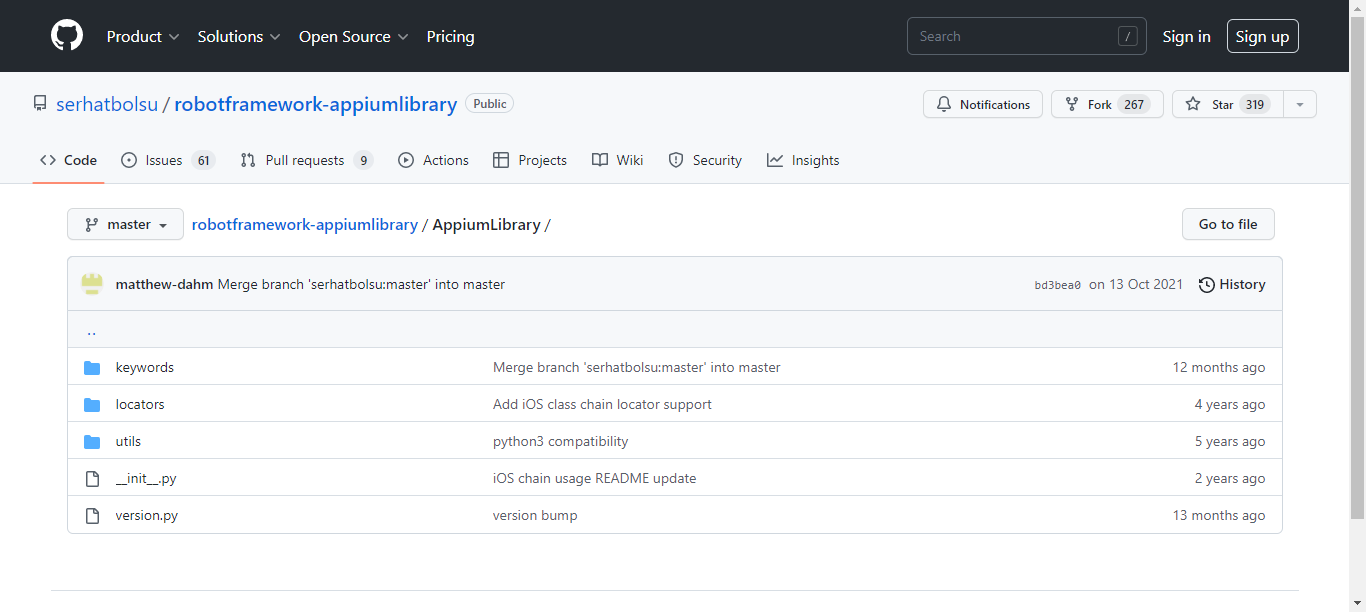 Product Solutions Open Source Pricing Search / Sign in Sign up
serhatbolsu / robotframework-appiumlibrary Public Notifications Fork 267 Star 319
Code Issues 61 Pull requests 9 Actions Projects Wiki Security Insights
master robotframework-appiumlibrary / AppiumLibrary / Go to file
matthew-dahm Merge branch 'serhatbolsu:master' into master bd3bea0 on 13 Oct 2021 History
..
keywords Merge branch 'serhatbolsu:master' into master 12 months ago
locators Add iOS class chain locator support 4 years ago
utils python3 compatibility 5 years ago
__init__.py iOS chain usage README update 2 years ago
version.py version bump 13 months ago